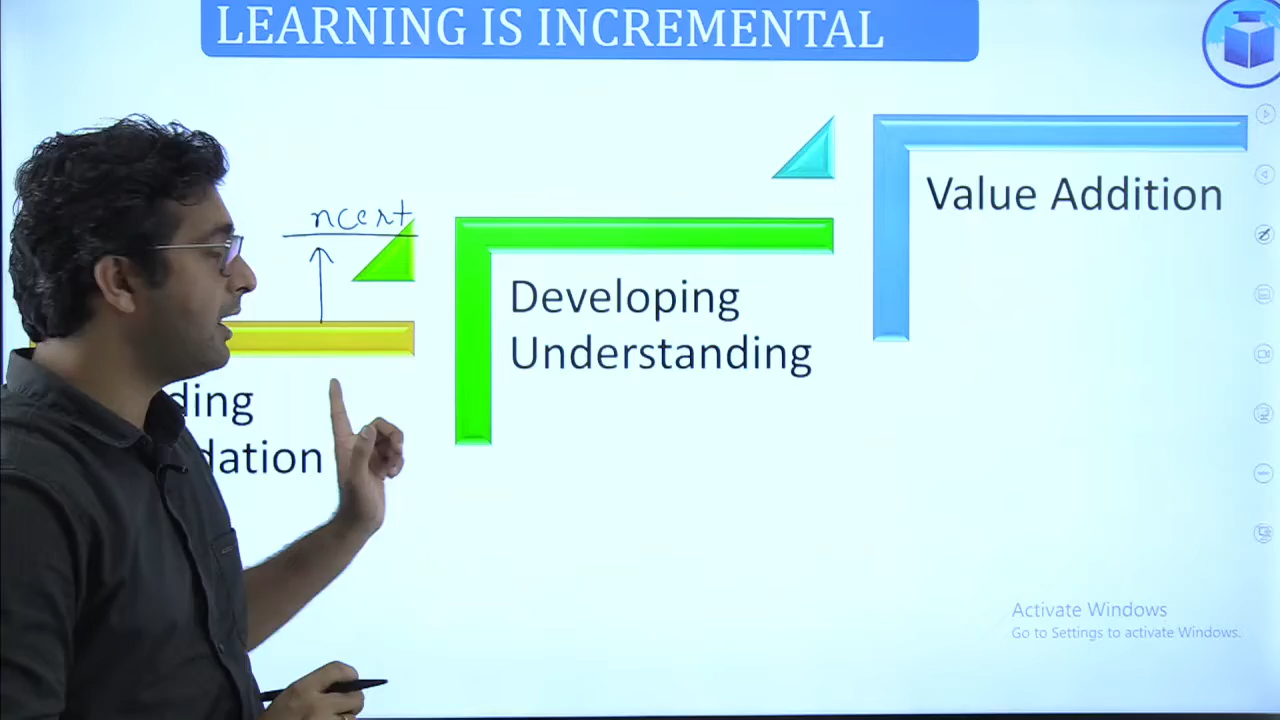 LEARNING IS INCREMENTAL
Value Addition
ncert
Developing
Understanding
ding
dation
Activate Windows
Go to Settings to activate Windows.